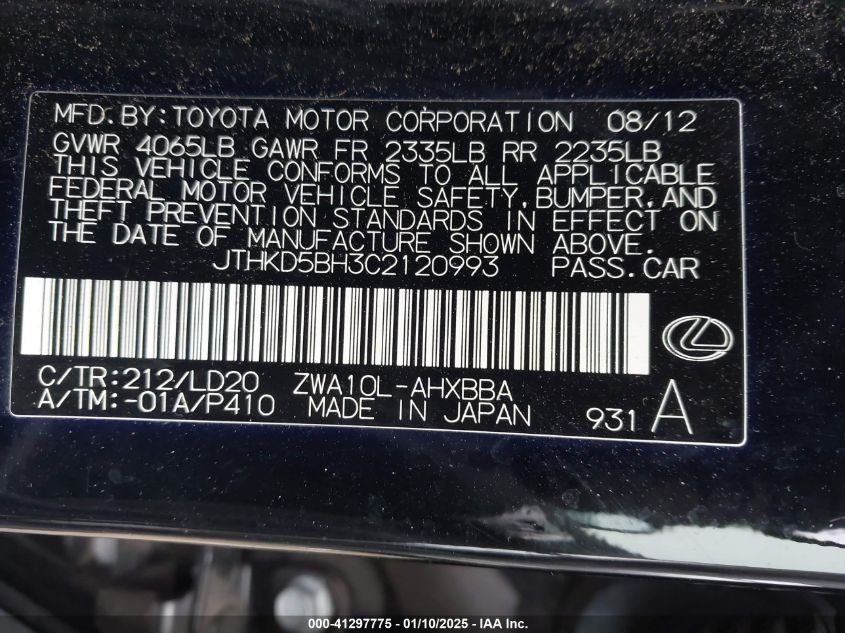 MFD. BY: TOYOTA MOTOR CORPORATION 08/12
GVWR 4065LB GAWR FR 2335LB RR 2235LB
THIS VEHICLE CONFORMS TO ALL APPLICABLE
FEDERAL MOTOR VEHICLE SAFETY, BUMPER, AND
THEFT PREVENTION STANDARDS IN EFFECT ON
THE DATE OF MANUFACTURE SHOWN ABOVE.
JTHKD5BH3C2120993 PASS. CAR
C/TR: 212/LD20 ZWA10L-AHXBBA
A/TM: -01A/P410 MADE IN JAPAN 931 A
000-41297775 - 01/10/2025 - IAA Inc.